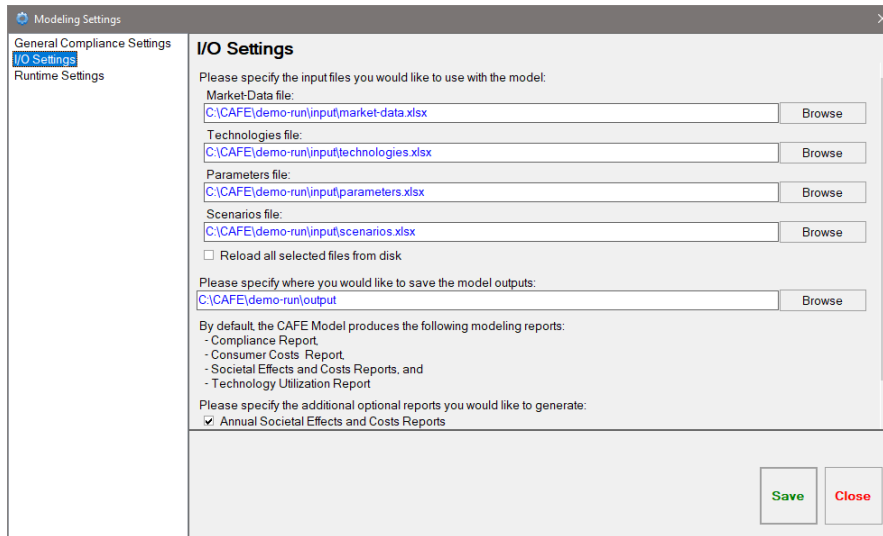 Modeling Settings
General Compliance Settings
I/O Settings
Runtime Settings
I/O Settings
Please specify the input files you would like to use with the model:
Market-Data file:
C:\CAFE\demo-run\input\market-data.xlsx
Browse
Technologies file:
C:\CAFE\demo-run\input\technologies.xlsx
Browse
Parameters file:
C:\CAFE\demo-run\input\parameters.xlsx
Browse
Scenarios file:
C:\CAFE\demo-run\input\scenarios.xlsx
Browse
Reload all selected files from disk
Please specify where you would like to save the model outputs:
C:\CAFE\demo-run\output
Browse
By default, the CAFE Model produces the following modeling reports:
- Compliance Report,
- Consumer Costs Report,
- Societal Effects and Costs Reports, and
- Technology Utilization Report
Please specify the additional optional reports you would like to generate:
Annual Societal Effects and Costs Reports
Save
Close